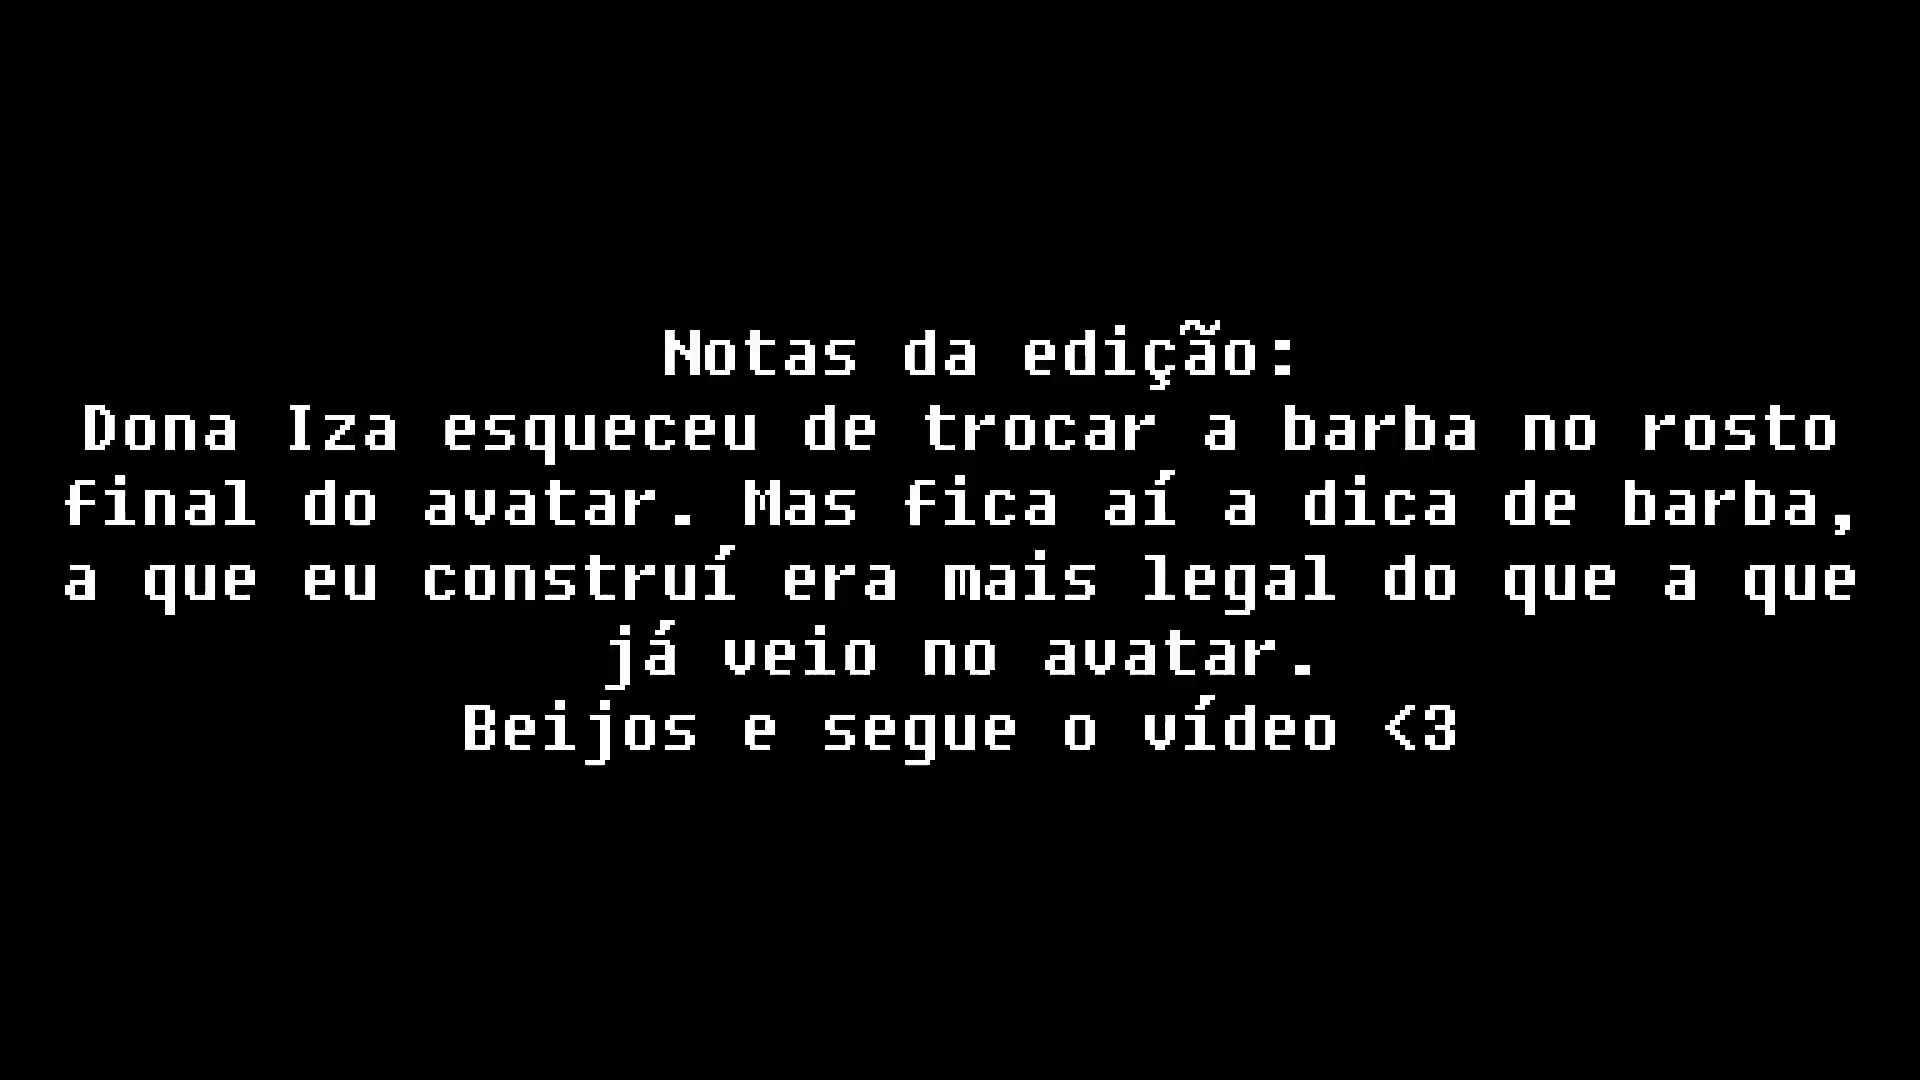 Notas da edição:
Dona Iza esqueceu de trocar a barba no rosto
final do avatar. Mas fica aí a dica de barba,
a que eu construí era mais legal do que a que
já veio no avatar.
Beijos e segue o vídeo <3